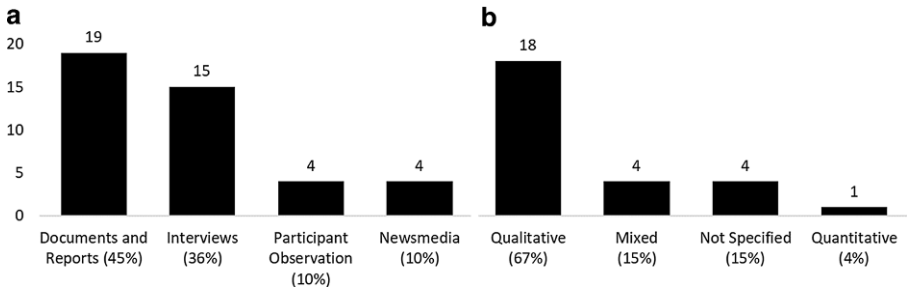 a
20
15
10
5
0
19
15
4
4
Documents and
Reports (45%)
Interviews
(36%)
Participant
Observation
(10%)
Newsmedia
(10%)
b
18
4
4
1
Qualitative
(67%)
Mixed
(15%)
Not Specified
(15%)
Quantitative
(4%)